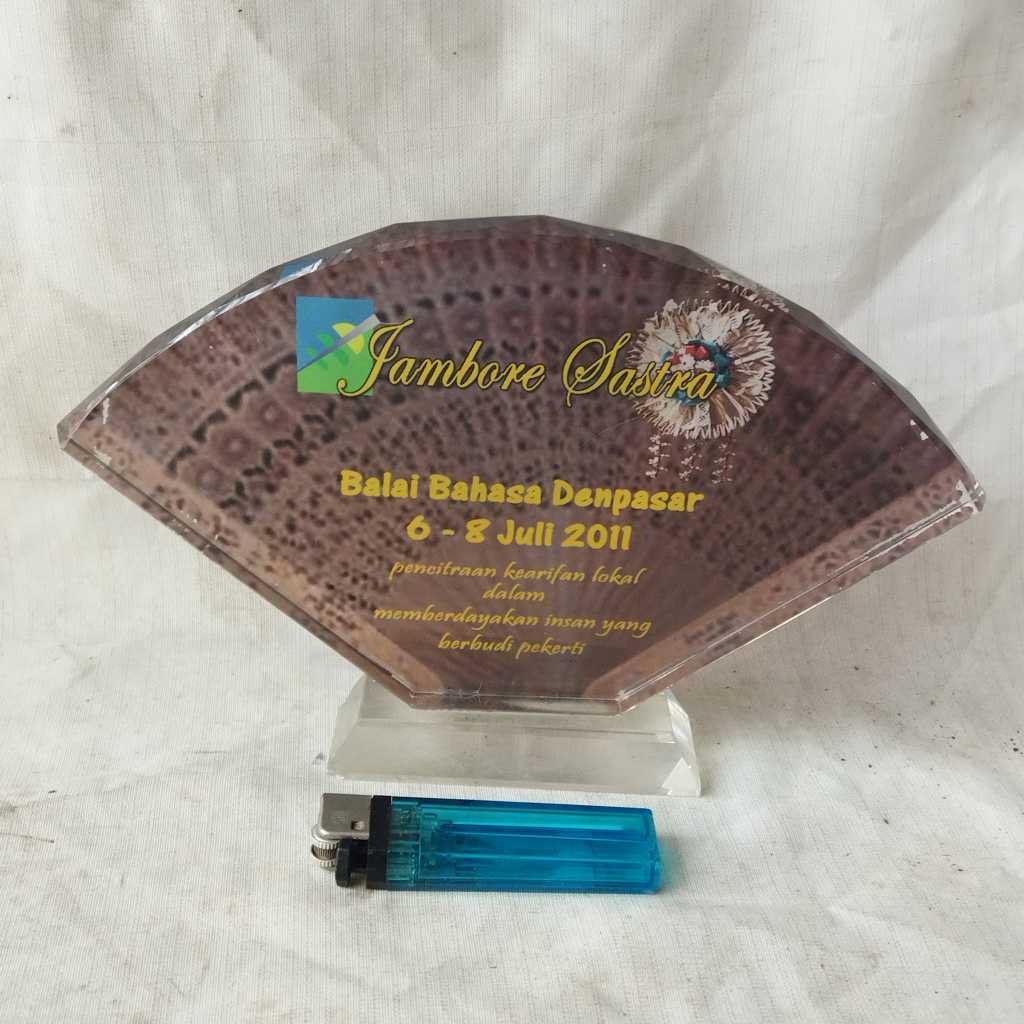 Jambore Sastra
Balai Bahasa Denpasar
6 - 8 Juli 2011
pencitraan kearifan lokal
dalam
memberdayakan insan yang
berbudi pekerti